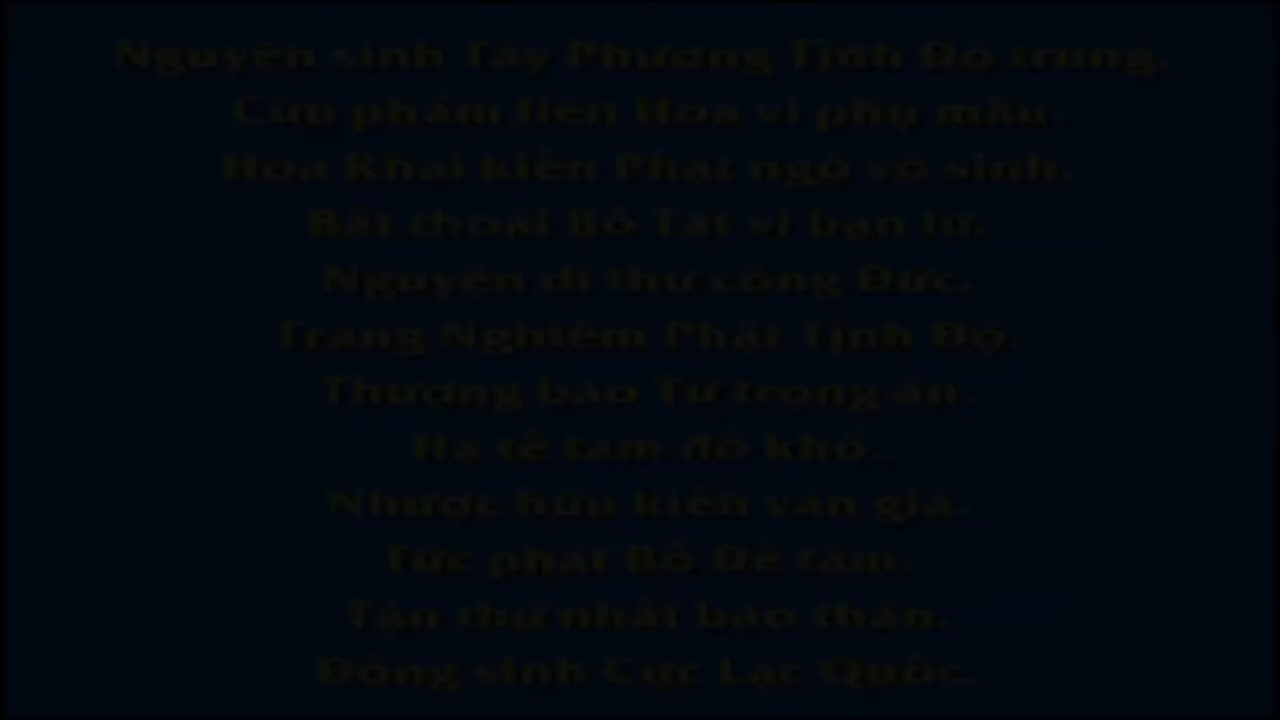 Nguyện sinh Tây Phương Tịnh Độ trung.
Cửu phẩm liên Hoa vi phụ mẫu.
Hoa Khai kiến Phật ngộ vô sinh.
Bất thoái Bồ Tát vi bạn lữ.
Nguyện dĩ thử công Đức.
Trang Nghiêm Phật Tịnh Độ.
Thượng báo Tứ trọng ân.
Hạ tế tam đồ khổ.
Nhược hữu kiến văn giả.
Tức phát Bồ Đề tâm.
Tận thử nhất báo thân.
Đồng sinh Cực Lạc Quốc.